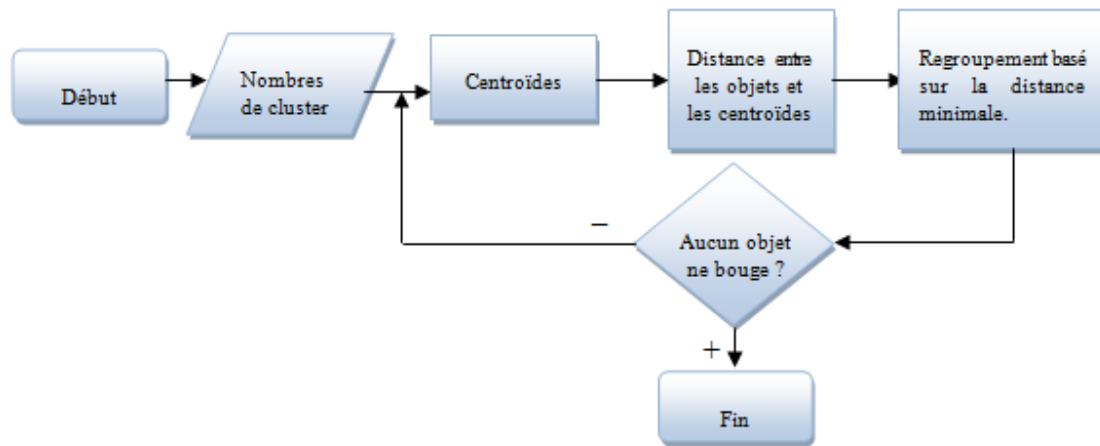 Début
Nombres
de cluster
Centroïdes
Distance entre
les objets et
les centroïdes
Regroupement basé
sur la distance
minimale.
Aucun objet
ne bouge ?
−
+
Fin